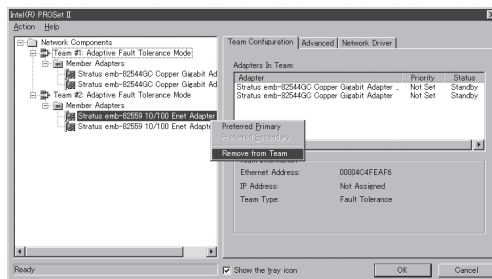 Intel(R) PROSet II
Action Help
Network Components
Team #1: Adaptive Fault Tolerance Mode
Member Adapters
Stratus emb-82544GC Copper Gigabit Ad
Stratus emb-82544GC Copper Gigabit Ad
Team #2: Adaptive Fault Tolerance Mode
Member Adapters
Stratus emb-82559 10/100 Enet Adapter
Stratus emb-82559 10/100 Enet Adapte
Team Configuration Advanced Network Driver
Adapters In Team:
Adapter Priority Status
Stratus emb-82544GC Copper Gigabit Adapter ... Not Set Standby
Stratus emb-82544GC Copper Gigabit Adapter Not Set Standby
Preferred Primary
Preferred Secondary
Remove from Team
Team Information
Ethernet Address: 00004C4FEAF6
IP Address: Not Assigned
Team Type: Fault Tolerance
Ready
Show the tray icon
OK Cancel